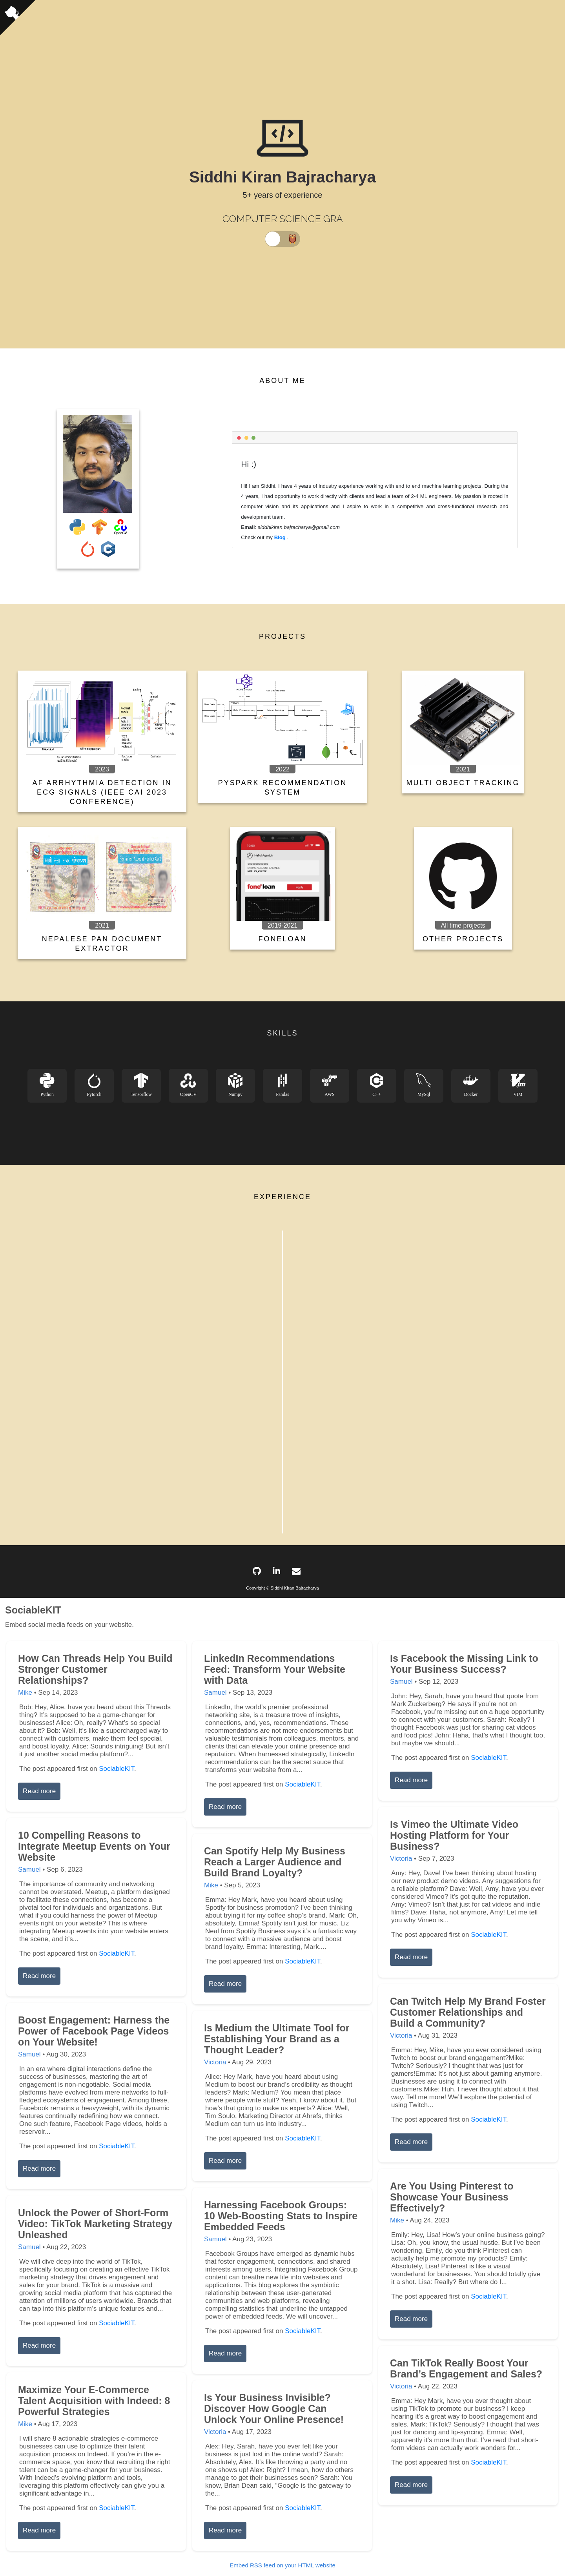 Siddhi Kiran Bajracharya
5+ years of experience
COMPUTER SCIENCE GRA
ABOUT ME
Hi :)
Hi! I am Siddhi. I have 4 years of industry experience working with end to end machine learning projects. During the
4 years, I had opportunity to work directly with clients and lead a team of 2-4 ML engineers. My passion is rooted in
computer vision and its applications and I aspire to work in a competitive and cross-functional research and
development team.
Email: siddhikiran.bajracharya@gmail.com
Check out my Blog .
PROJECTS
2023
AF ARRHYTHMIA DETECTION IN
ECG SIGNALS (IEEE CAI 2023
CONFERENCE)
2022
PYSPARK RECOMMENDATION
SYSTEM
2021
MULTI OBJECT TRACKING
2021
NEPALESE PAN DOCUMENT
EXTRACTOR
foneloan
2019-2021
FONELOAN
All time projects
OTHER PROJECTS
SKILLS
Python
Pytorch
Tensorflow
OpenCV
Numpy
Pandas
AWS
C++
MySql
Docker
VIM
EXPERIENCE
Copyright © Siddhi Kiran Bajracharya
SociableKIT
Embed social media feeds on your website.
How Can Threads Help You Build
Stronger Customer
Relationships?
Mike • Sep 14, 2023
Bob: Hey, Alice, have you heard about this Threads
thing? It's supposed to be a game-changer for
businesses! Alice: Oh, really? What's so special
about it? Bob: Well, it's like a supercharged way to
connect with customers, make them feel special,
and boost loyalty. Alice: Sounds intriguing! But isn't
it just another social media platform?...
The post appeared first on SociableKIT.
Read more
10 Compelling Reasons to
Integrate Meetup Events on Your
Website
Samuel • Sep 6, 2023
The importance of community and networking
cannot be overstated. Meetup, a platform designed
to facilitate these connections, has become a
pivotal tool for individuals and organizations. But
what if you could harness the power of Meetup
events right on your website? This is where
integrating Meetup events into your website enters
the scene, and it's...
The post appeared first on SociableKIT.
Read more
Boost Engagement: Harness the
Power of Facebook Page Videos
on Your Website!
Samuel • Aug 30, 2023
In an era where digital interactions define the
success of businesses, mastering the art of
engagement is non-negotiable. Social media
platforms have evolved from mere networks to full-
fledged ecosystems of engagement. Among these,
Facebook remains a heavyweight, with its dynamic
features continually redefining how we connect.
One such feature, Facebook Page videos, holds a
reservoir...
The post appeared first on SociableKIT.
Read more
Unlock the Power of Short-Form
Video: TikTok Marketing Strategy
Unleashed
Samuel • Aug 22, 2023
We will dive deep into the world of TikTok,
specifically focusing on creating an effective TikTok
marketing strategy that drives engagement and
sales for your brand. TikTok is a massive and
growing social media platform that has captured the
attention of millions of users worldwide. Brands that
can tap into this platform's unique features and...
The post appeared first on SociableKIT.
Read more
Maximize Your E-Commerce
Talent Acquisition with Indeed: 8
Powerful Strategies
Mike • Aug 17, 2023
I will share 8 actionable strategies e-commerce
businesses can use to optimize their talent
acquisition process on Indeed. If you're in the e-
commerce space, you know that recruiting the right
talent can be a game-changer for your business.
With Indeed's evolving platform and tools,
leveraging this platform effectively can give you a
significant advantage in...
The post appeared first on SociableKIT.
Read more
LinkedIn Recommendations
Feed: Transform Your Website
with Data
Samuel • Sep 13, 2023
LinkedIn, the world's premier professional
networking site, is a treasure trove of insights,
connections, and, yes, recommendations. These
recommendations are not just endorsements but
valuable testimonials from colleagues, mentors, and
clients that can elevate your online presence and
reputation. When harnessed strategically, LinkedIn
recommendations can be the secret sauce that
transforms your website from a...
The post appeared first on SociableKIT.
Read more
Can Spotify Help My Business
Reach a Larger Audience and
Build Brand Loyalty?
Mike • Sep 5, 2023
Emma: Hey Mark, have you heard about using
Spotify for business promotion? I've been thinking
about trying it for my coffee shop's brand. Mark: Oh,
absolutely, Emma! Spotify isn't just for music. Liz
Neal from Spotify Business says it's a fantastic way
to connect with a massive audience and boost
brand loyalty. Emma: Interesting, Mark....
The post appeared first on SociableKIT.
Read more
Is Medium the Ultimate Tool for
Establishing Your Brand as a
Thought Leader?
Victoria • Aug 29, 2023
Alice: Hey Mark, have you heard about using
Medium to boost our brand's credibility as thought
leaders? Mark: Medium? You mean that place
where people write stuff? Yeah, I know about it. But
how's that going to make us experts? Alice: Well,
Tim Soulo, Marketing Director at Ahrefs, thinks
Medium can turn us into industry...
The post appeared first on SociableKIT.
Read more
Harnessing Facebook Groups:
10 Web-Boosting Stats to Inspire
Embedded Feeds
Samuel • Aug 23, 2023
Facebook Groups have emerged as dynamic hubs
that foster engagement, connections, and shared
interests among users. Integrating Facebook Group
content can enhance your online presence and
applications. This blog explores the symbiotic
relationship between these user-generated
communities and web platforms, revealing
compelling statistics that underline the untapped
power of embedded feeds. We will uncover...
The post appeared first on SociableKIT.
Read more
Is Your Business Invisible?
Discover How Google Can
Unlock Your Online Presence!
Victoria • Aug 17, 2023
Alex: Hey, Sarah, have you ever felt like your
business is just lost in the online world? Sarah:
Absolutely, Alex. It's like throwing a party and no
one shows up! Alex: Right? I mean, how do others
manage to get their businesses seen? Sarah: You
know, Brian Dean said, "Google is the gateway to
the...
The post appeared first on SociableKIT.
Read more
Is Facebook the Missing Link to
Your Business Success?
Samuel • Sep 12, 2023
John: Hey, Sarah, have you heard that quote from
Mark Zuckerberg? He says if you're not on
Facebook, you're missing out on a huge opportunity
to connect with your customers. Sarah: Really? I
thought Facebook was just for sharing cat videos
and food pics! John: Haha, that's what I thought too,
but maybe we should...
The post appeared first on SociableKIT.
Read more
Is Vimeo the Ultimate Video
Hosting Platform for Your
Business?
Victoria • Sep 7, 2023
Amy: Hey, Dave! I've been thinking about hosting
our new product demo videos. Any suggestions for
a reliable platform? Dave: Well, Amy, have you ever
considered Vimeo? It's got quite the reputation.
Amy: Vimeo? Isn't that just for cat videos and indie
films? Dave: Haha, not anymore, Amy! Let me tell
you why Vimeo is...
The post appeared first on SociableKIT.
Read more
Can Twitch Help My Brand Foster
Customer Relationships and
Build a Community?
Victoria • Aug 31, 2023
Emma: Hey, Mike, have you ever considered using
Twitch to boost our brand engagement?Mike:
Twitch? Seriously? I thought that was just for
gamers!Emma: It's not just about gaming anymore.
Businesses are using it to connect with
customers.Mike: Huh, I never thought about it that
way. Tell me more! We'll explore the potential of
using Twitch...
The post appeared first on SociableKIT.
Read more
Are You Using Pinterest to
Showcase Your Business
Effectively?
Mike • Aug 24, 2023
Emily: Hey, Lisa! How's your online business going?
Lisa: Oh, you know, the usual hustle. But I've been
wondering, Emily, do you think Pinterest can
actually help me promote my products? Emily:
Absolutely, Lisa! Pinterest is like a visual
wonderland for businesses. You should totally give
it a shot. Lisa: Really? But where do I...
The post appeared first on SociableKIT.
Read more
Can TikTok Really Boost Your
Brand's Engagement and Sales?
Victoria • Aug 22, 2023
Emma: Hey Mark, have you ever thought about
using TikTok to promote our business? I keep
hearing it's a great way to boost engagement and
sales. Mark: TikTok? Seriously? I thought that was
just for dancing and lip-syncing. Emma: Well,
apparently it's more than that. I've read that short-
form videos can actually work wonders for...
The post appeared first on SociableKIT.
Read more
Embed RSS feed on your HTML website